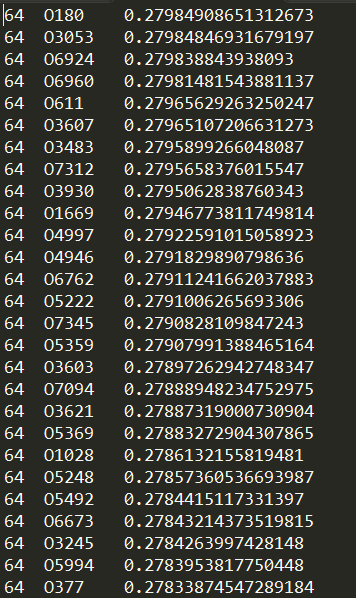 64 O180 0.27984908651312673
64 O3053 0.27984846931679197
64 O6924 0.279838843938093
64 O6960 0.27981481543881137
64 O611 0.27965629263250247
64 O3607 0.27965107206631273
64 O3483 0.2795899266048087
64 O7312 0.2795658376015547
64 O3930 0.2795062838760343
64 O1669 0.27946773811749814
64 O4997 0.27922591015058923
64 O4946 0.2791829890798636
64 O6762 0.27911241662037883
64 O5222 0.2791006265693306
64 O7345 0.2790828109847243
64 O5359 0.27907991388465164
64 O3603 0.27897262942748347
64 O7094 0.27888948234752975
64 O3621 0.27887319000730904
64 O5369 0.27883272904307865
64 O1028 0.2786132155819481
64 O5248 0.27857360536693987
64 O5492 0.2784415117331397
64 O6673 0.27843214373519815
64 O3245 0.2784263997428148
64 O5994 0.2783953817750448
64 O377 0.27833874547289184